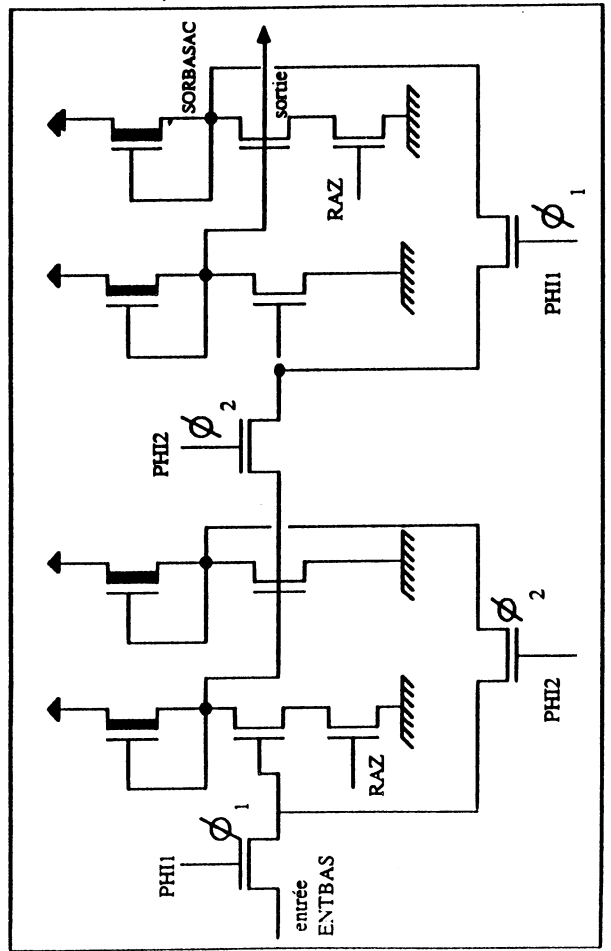 SORBASAC
sortie
RAZ
PHI1
ϕ
1
PHI2
ϕ
2
PHI1
ϕ
1
entrée
ENTBAS
RAZ
PHI2
ϕ
2